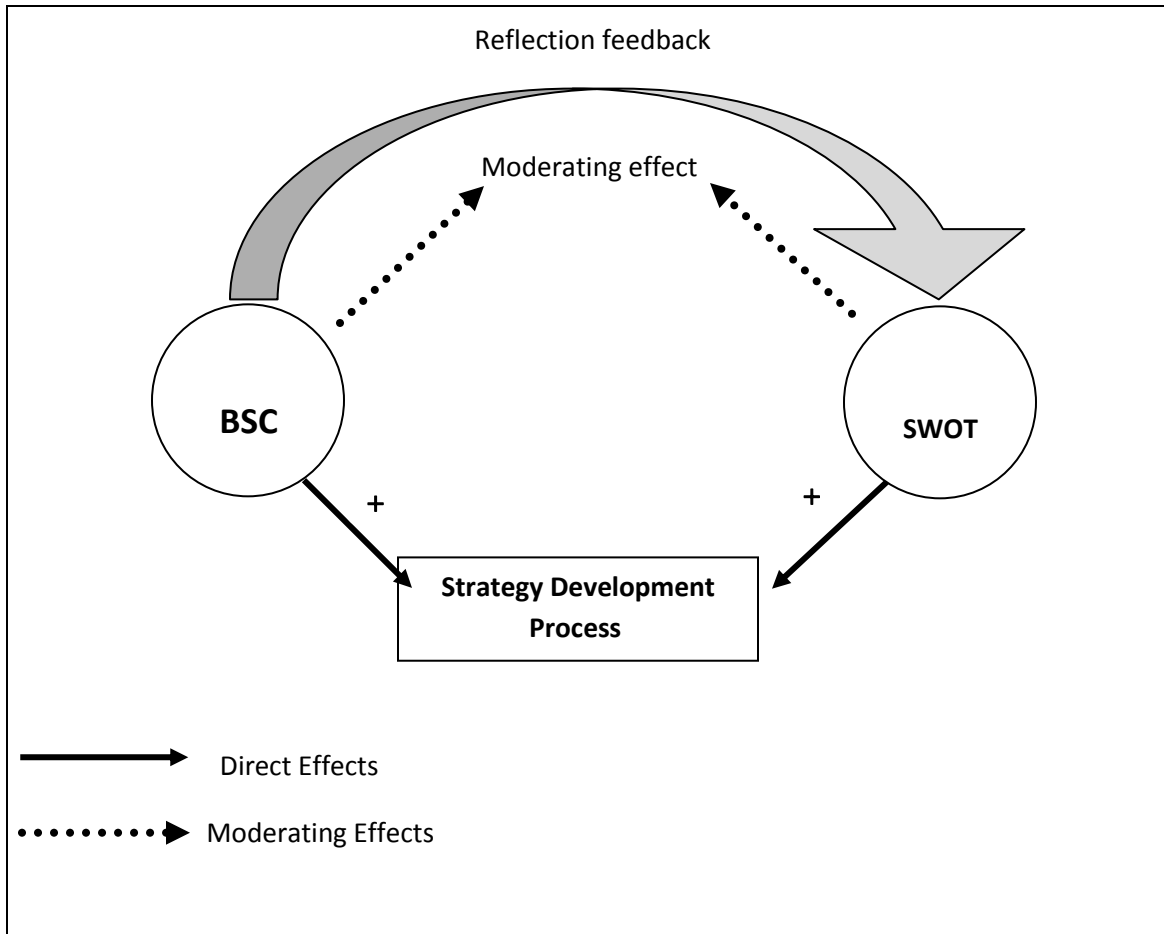 Reflection feedback
Moderating effect
BSC
SWOT
+
+
Strategy Development
Process
Direct Effects
Moderating Effects